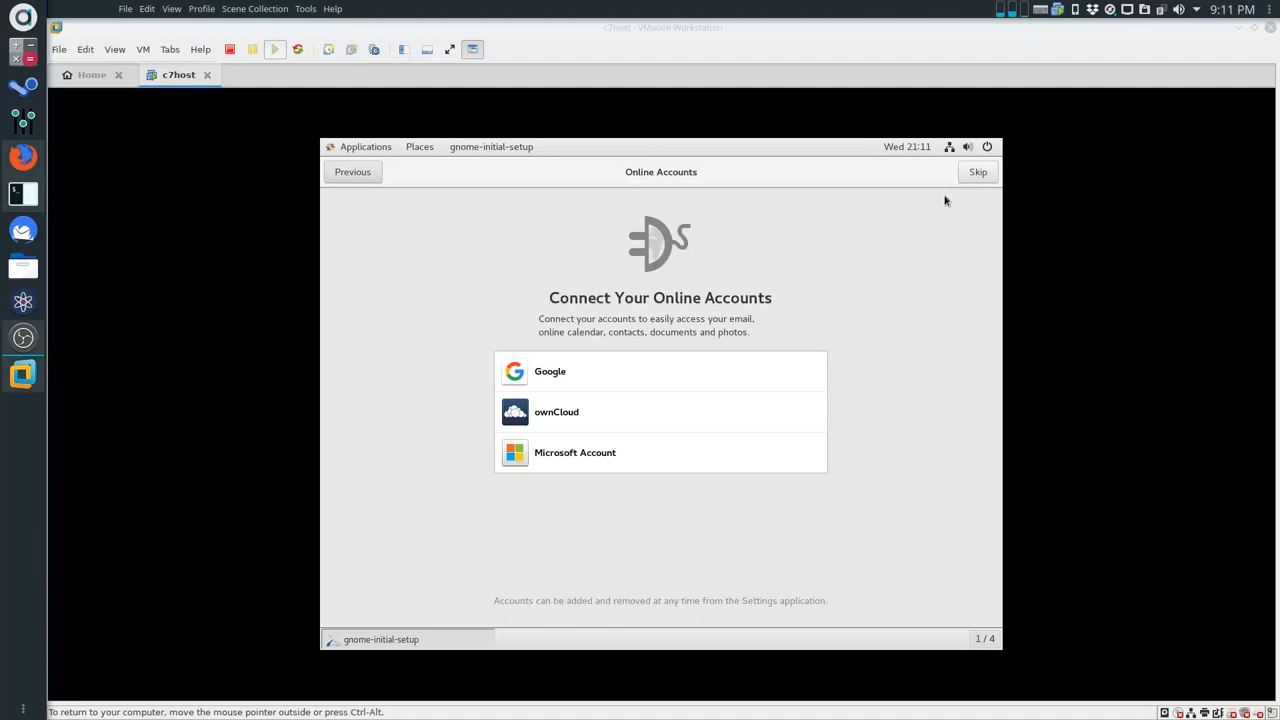 File Edit View Profile Scene Collection Tools Help
9:11 PM
c7host - VMware Workstation
File Edit View VM Tabs Help
Home
c7host
Applications Places gnome-initial-setup Wed 21:11
Previous Online Accounts Skip
Connect Your Online Accounts
Connect your accounts to easily access your email,
online calendar, contacts, documents and photos.
Google
ownCloud
Microsoft Account
Accounts can be added and removed at any time from the Settings application.
gnome-initial-setup 1 / 4
To return to your computer, move the mouse pointer outside or press Ctrl-Alt.